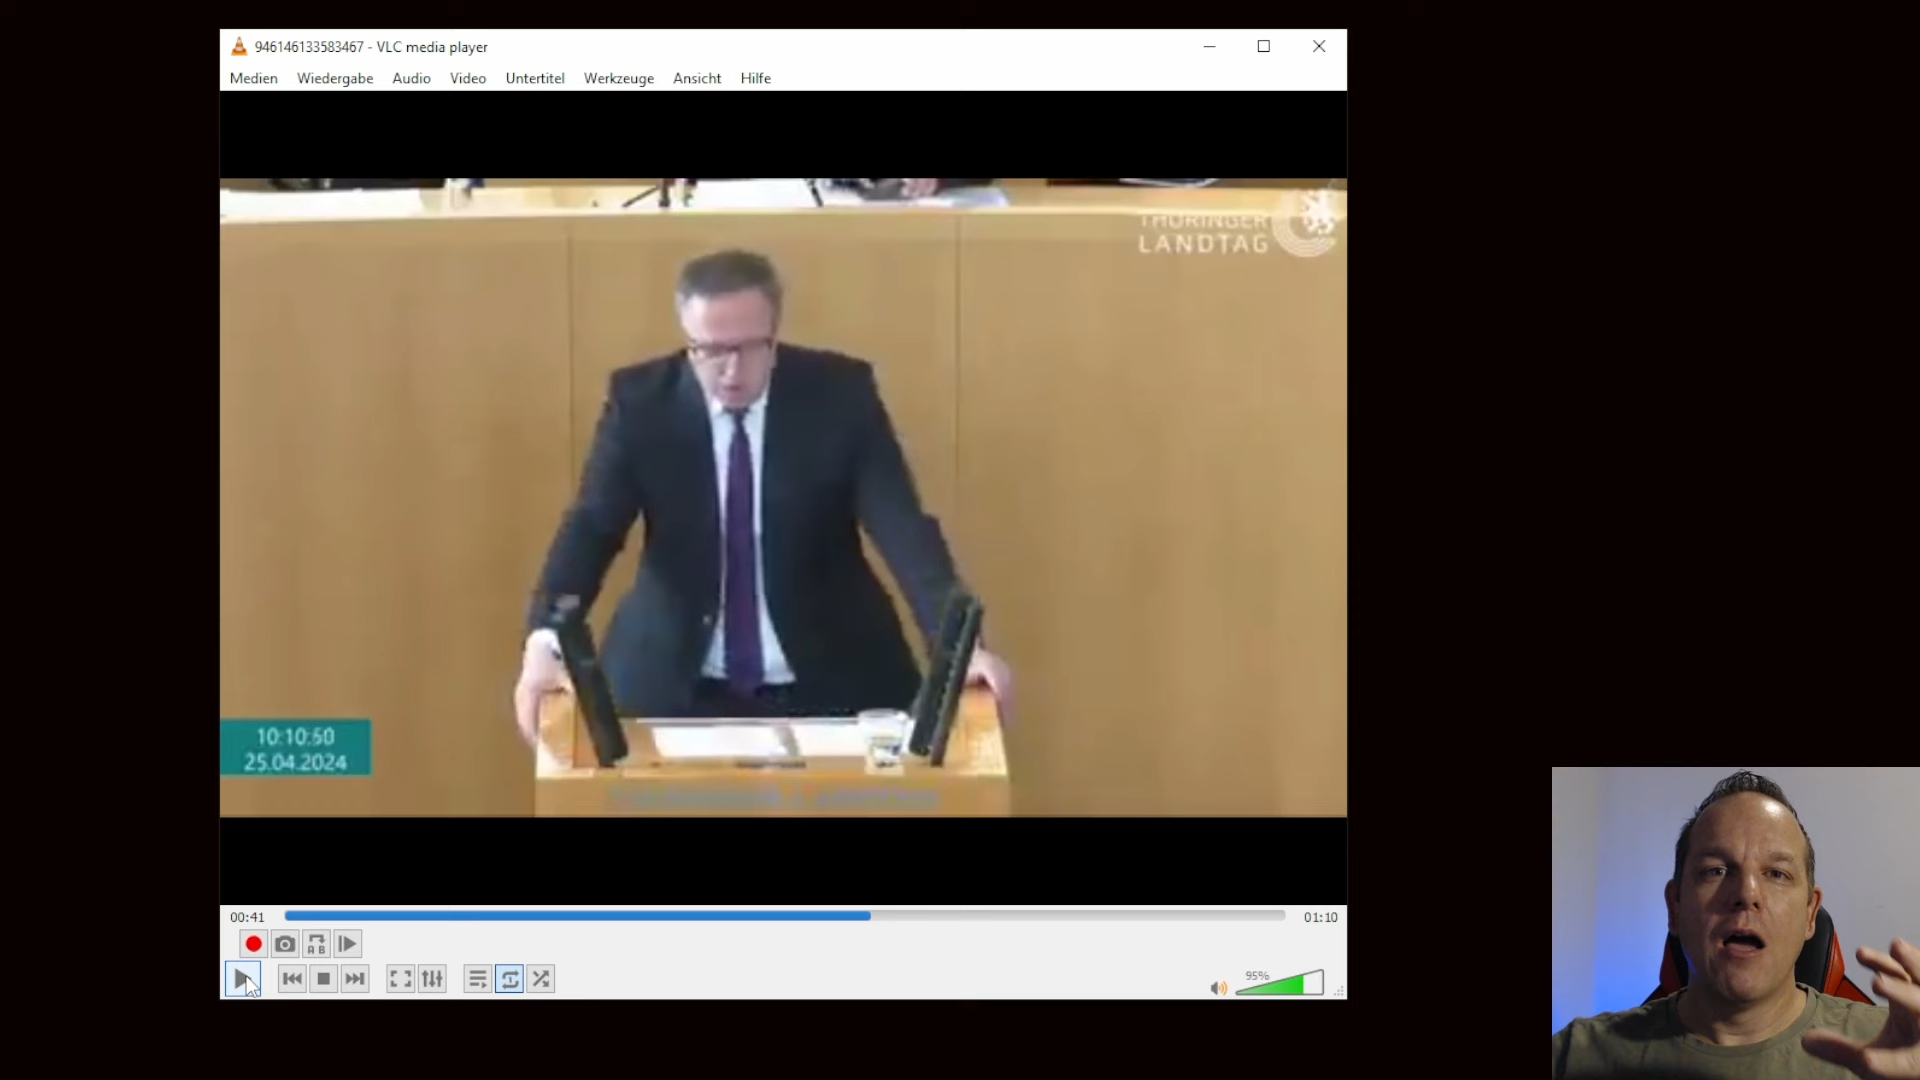 946146133583467 - VLC media player
Medien Wiedergabe Audio Video Untertitel Werkzeuge Ansicht Hilfe
THÜRINGER
LANDTAG
10:10:50
25.04.2024
00:41
01:10
A B
95%